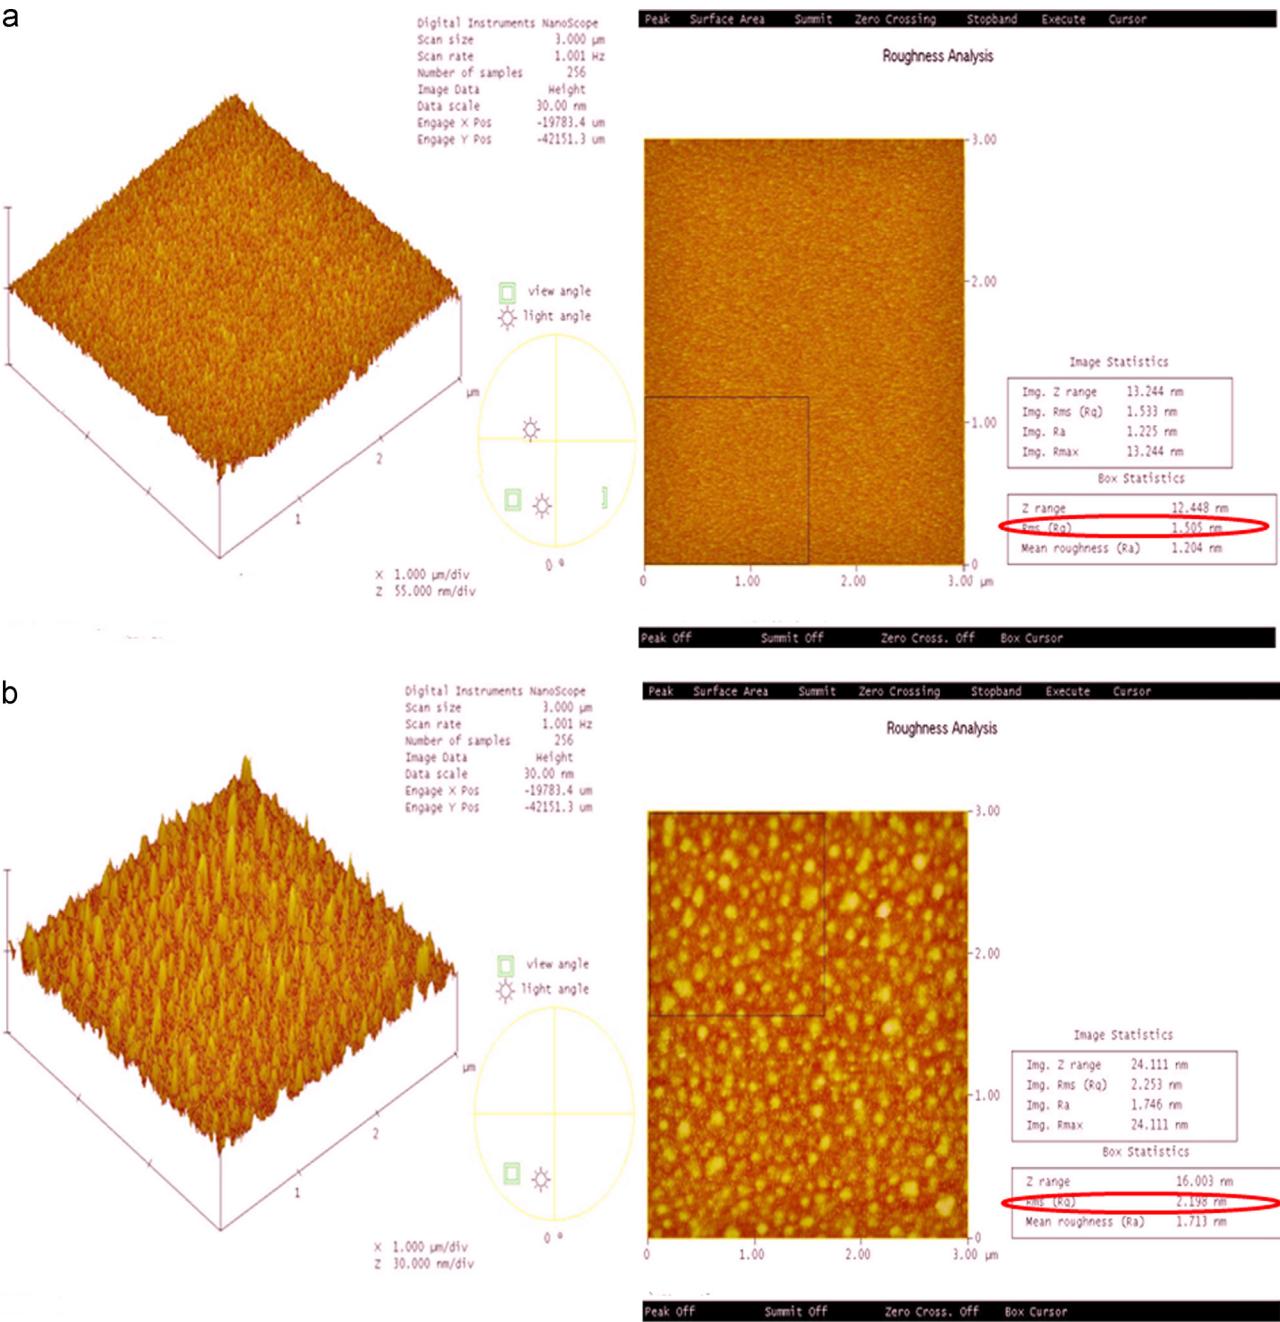 a
Digital Instruments NanoScope
Scan size 3.000 µm
Scan rate 1.001 Hz
Number of samples 256
Image Data Height
Data scale 30.00 nm
Engage X Pos -19783.4 um
Engage Y Pos -42151.3 um
view angle
light angle
µm
2
1
X 1.000 µm/div
Z 55.000 nm/div
0 °
Peak Surface Area Summit Zero Crossing Stopband Execute Cursor
Roughness Analysis
3.00
2.00
1.00
0
0 1.00 2.00 3.00 µm
Image Statistics
Img. Z range 13.244 nm
Img. Rms (Rq) 1.533 nm
Img. Ra 1.225 nm
Img. Rmax 13.244 nm
Box Statistics
Z range 12.448 nm
Rms (Rq) 1.505 nm
Mean roughness (Ra) 1.204 nm
Peak Off Summit Off Zero Cross. Off Box Cursor
b
Digital Instruments NanoScope
Scan size 3.000 µm
Scan rate 1.001 Hz
Number of samples 256
Image Data Height
Data scale 30.00 nm
Engage X Pos -19783.4 um
Engage Y Pos -42151.3 um
view angle
light angle
µm
2
1
X 1.000 µm/div
Z 30.000 nm/div
0 °
Peak Surface Area Summit Zero Crossing Stopband Execute Cursor
Roughness Analysis
3.00
2.00
1.00
0
0 1.00 2.00 3.00 µm
Image Statistics
Img. Z range 24.111 nm
Img. Rms (Rq) 2.253 nm
Img. Ra 1.746 nm
Img. Rmax 24.111 nm
Box Statistics
Z range 16.003 nm
Rms (Rq) 2.198 nm
Mean roughness (Ra) 1.713 nm
Peak Off Summit Off Zero Cross. Off Box Cursor